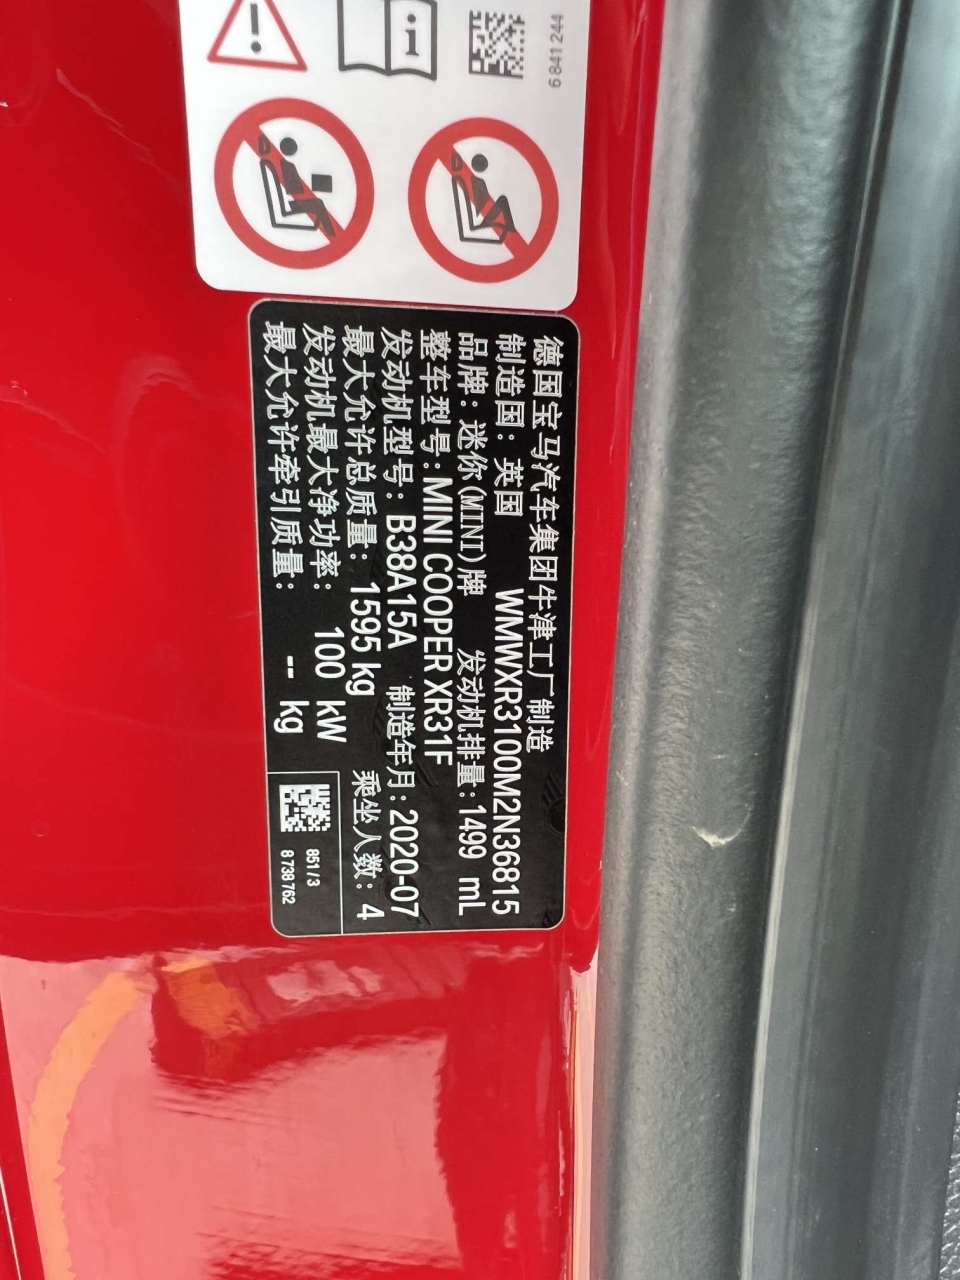 6841244
德国宝马汽车集团牛津工厂制造
制造国：英国 WMWXR3100M2N36815
品牌：迷你(MINI)牌 发动机排量：1499 mL
整车型号：MINI COOPER XR31F
发动机型号：B38A15A 制造年月：2020-07
最大允许总质量：1595 kg 乘坐人数：4
发动机最大净功率：100 kW
最大允许牵引质量：-- kg
851/3
8 738 762